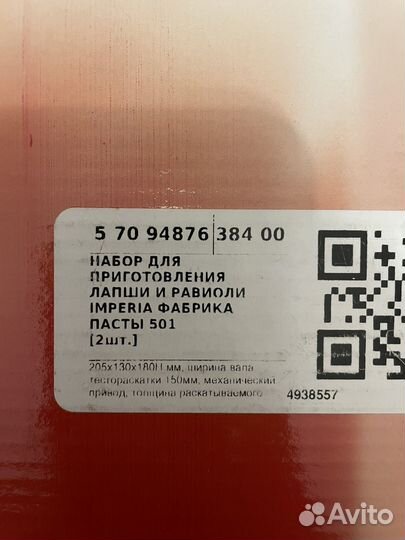 5 70 94876 384 00
НАБОР ДЛЯ
ПРИГОТОВЛЕНИЯ
ЛАПШИ И РАВИОЛИ
IMPERIA ФАБРИКА
ПАСТЫ 501
[2шт.]
205x130x180Н мм, ширина вала
тестораскатки 150мм, механический
привод, толщина раскатываемого
4938557
Avito